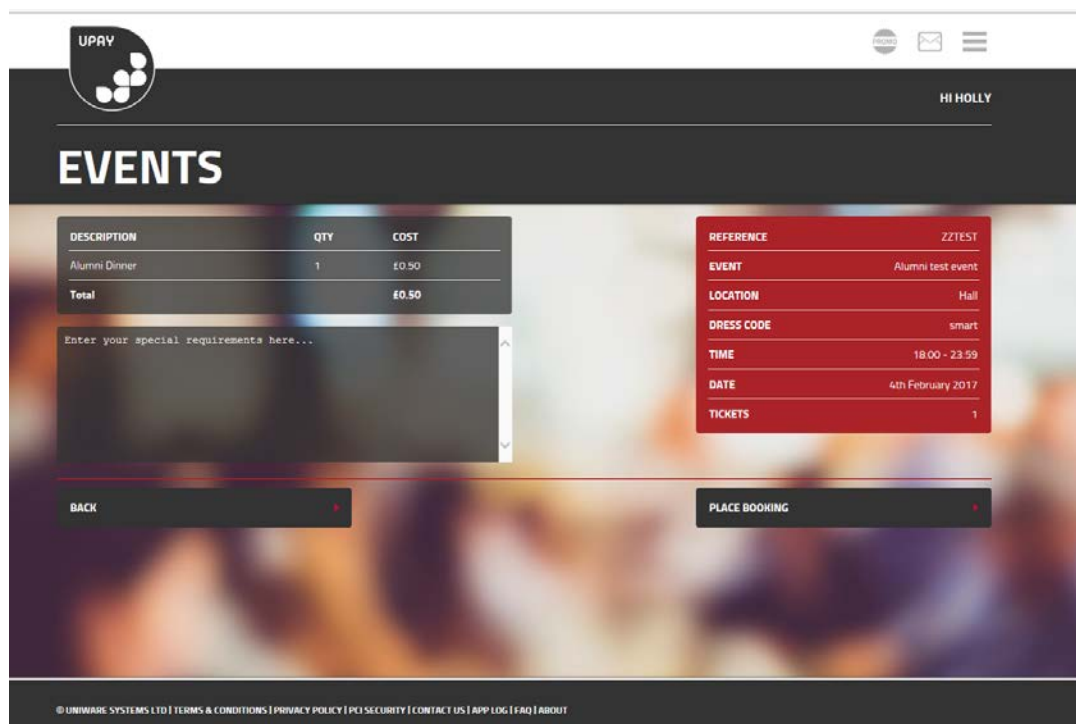 UPAY
PROMO
HI HOLLY
EVENTS
DESCRIPTION QTY COST
Alumni Dinner 1 £0.50
Total £0.50
Enter your special requirements here...
REFERENCE ZZTEST
EVENT Alumni test event
LOCATION Hall
DRESS CODE smart
TIME 18:00 - 23:59
DATE 4th February 2017
TICKETS 1
BACK
PLACE BOOKING
© UNIWARE SYSTEMS LTD | TERMS & CONDITIONS | PRIVACY POLICY | PCI SECURITY | CONTACT US | APP LOG | FAQ | ABOUT